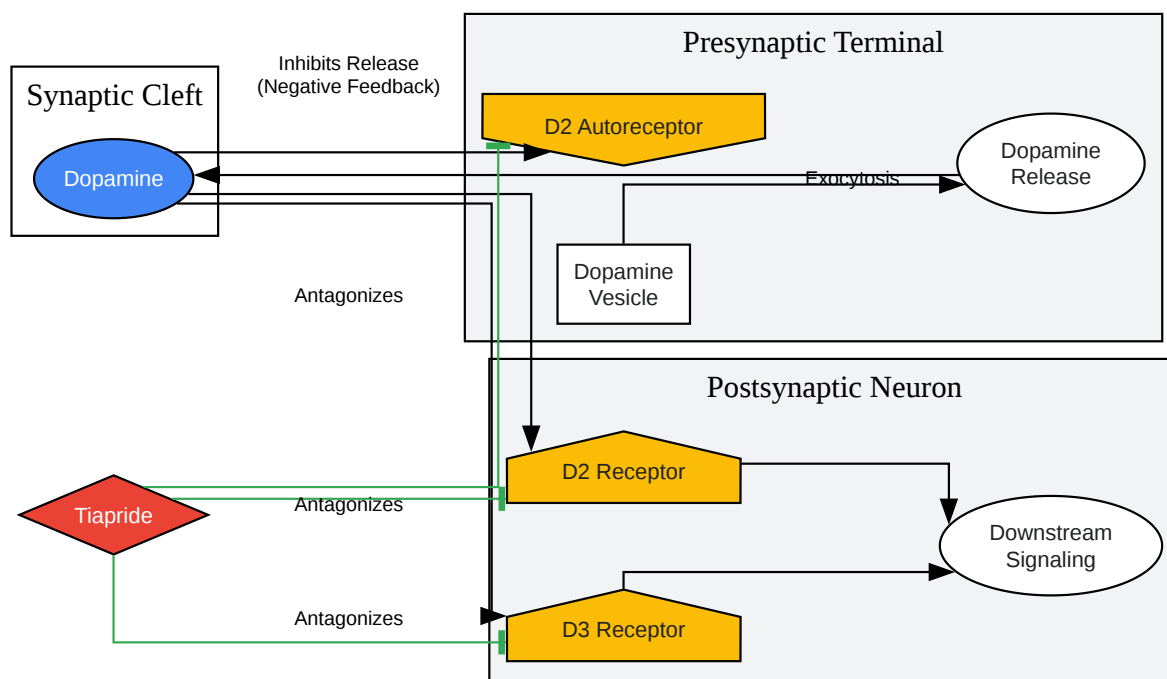 Presynaptic Terminal
Inhibits Release
(Negative Feedback)
Synaptic Cleft
D2 Autoreceptor
Dopamine
Dopamine
Release
Exocytosis
Dopamine
Vesicle
Antagonizes
Postsynaptic Neuron
D2 Receptor
Tiapride
Antagonizes
Downstream
Signaling
Antagonizes
D3 Receptor